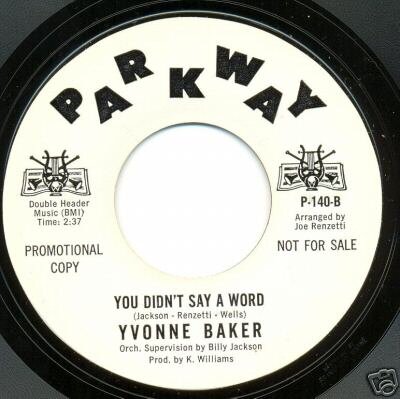 PARKWAY
Double Header
Music (BMI)
Time: 2:37
P-140-B
Arranged by
Joe Renzetti
PROMOTIONAL
COPY
NOT FOR SALE
YOU DIDN'T SAY A WORD
(Jackson - Renzetti - Wells)
YVONNE BAKER
Orch. Supervision by Billy Jackson
Prod. by K. Williams